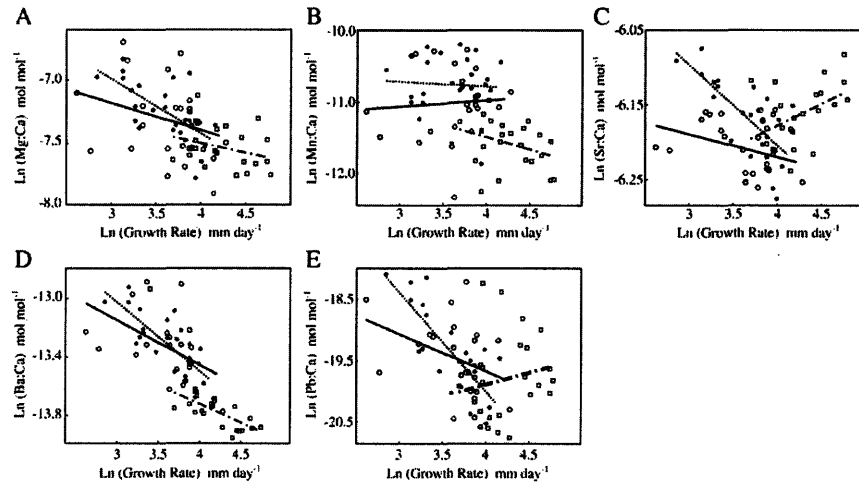 A
B
C
Ln (Mg:Ca) mol mol⁻¹
-7.0
-7.5
-8.0
3
3.5
4
4.5
Ln (Growth Rate) mm day⁻¹
Ln (Mn:Ca) mol mol⁻¹
-10.0
-11.0
-12.0
3
3.5
4
4.5
Ln (Growth Rate) mm day⁻¹
Ln (Sr:Ca) mol mol⁻¹
-6.05
-6.15
-6.25
3
3.5
4
4.5
Ln (Growth Rate) mm day⁻¹
D
E
Ln (Ba:Ca) mol mol⁻¹
-13.0
-13.4
-13.8
3
3.5
4
4.5
Ln (Growth Rate) mm day⁻¹
Ln (Pb:Ca) mol mol⁻¹
-18.5
-19.5
-20.5
3
3.5
4
4.5
Ln (Growth Rate) mm day⁻¹